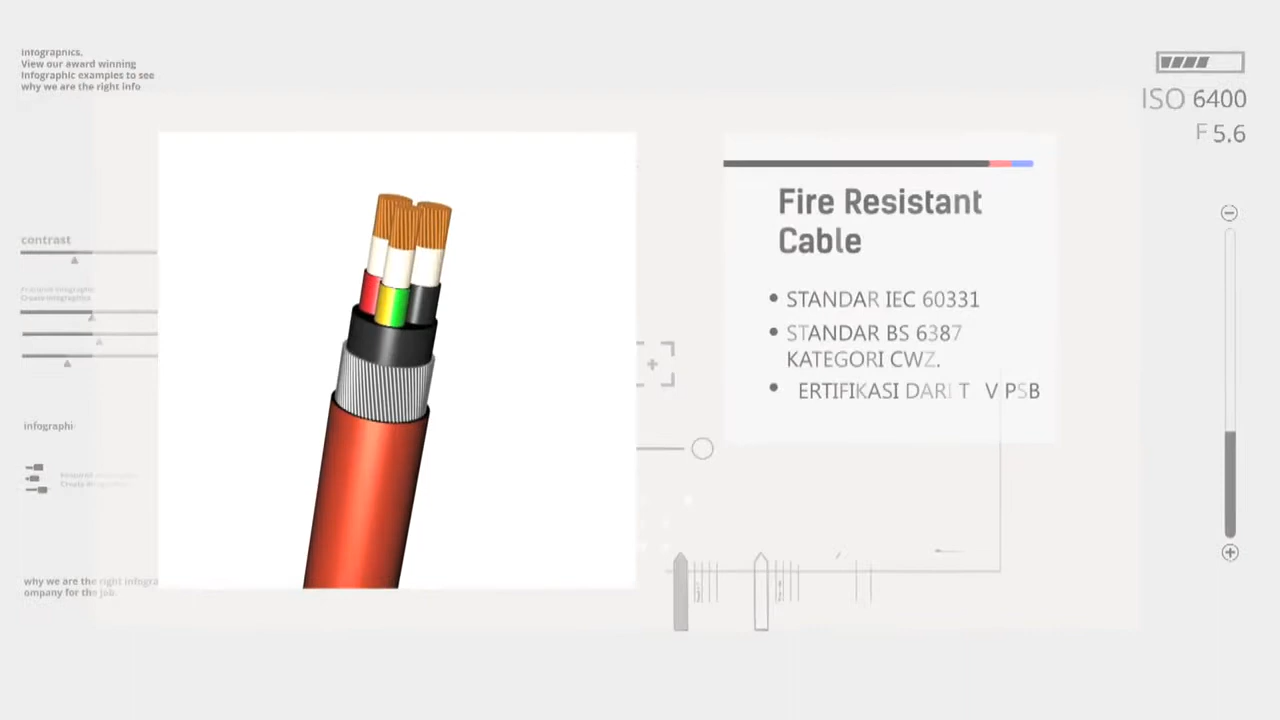 Infographics,
View our award winning
Infographic examples to see
why we are the right info
ISO 6400
F 5.6
contrast
Create Infographics
Fire Resistant
Cable
STANDAR IEC 60331
STANDAR BS 6387
KATEGORI CWZ.
ERTIFIKASI DARI T V PSB
infographi
why we are the right infogra
ompany for the job.